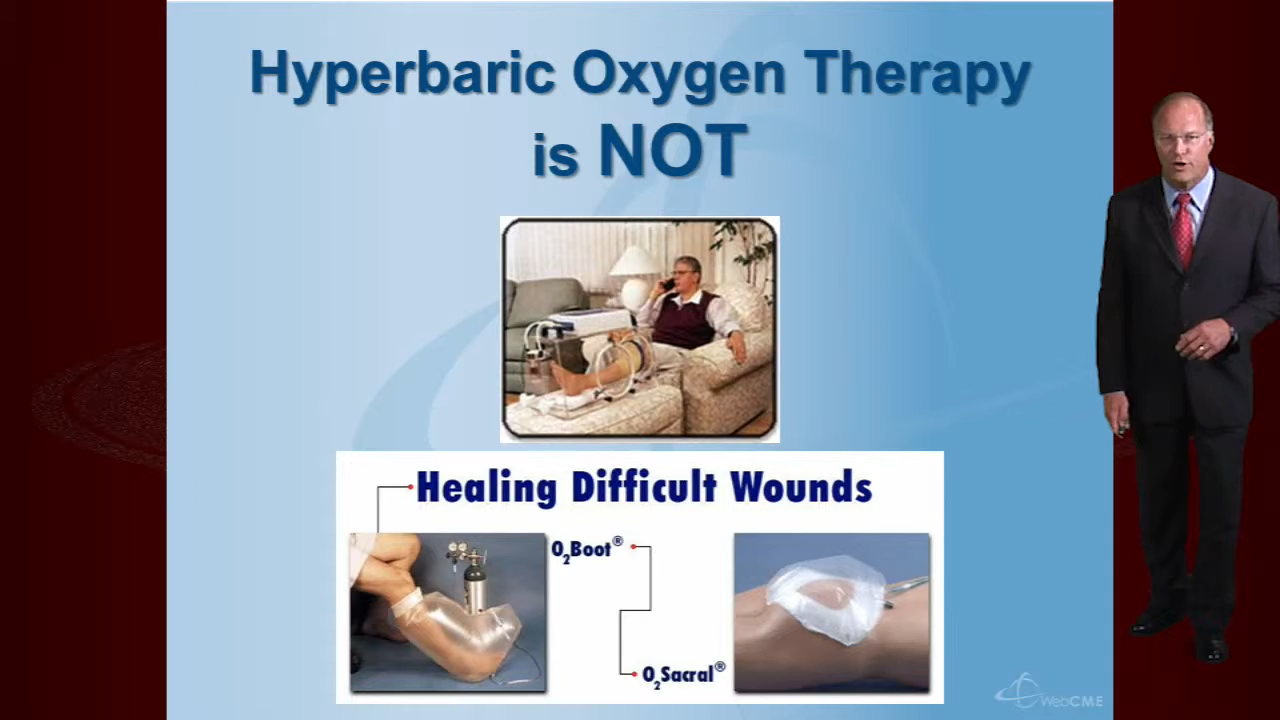 Hyperbaric Oxygen Therapy
is NOT
Healing Difficult Wounds
O₂Boot®
O₂Sacral®
WebCME